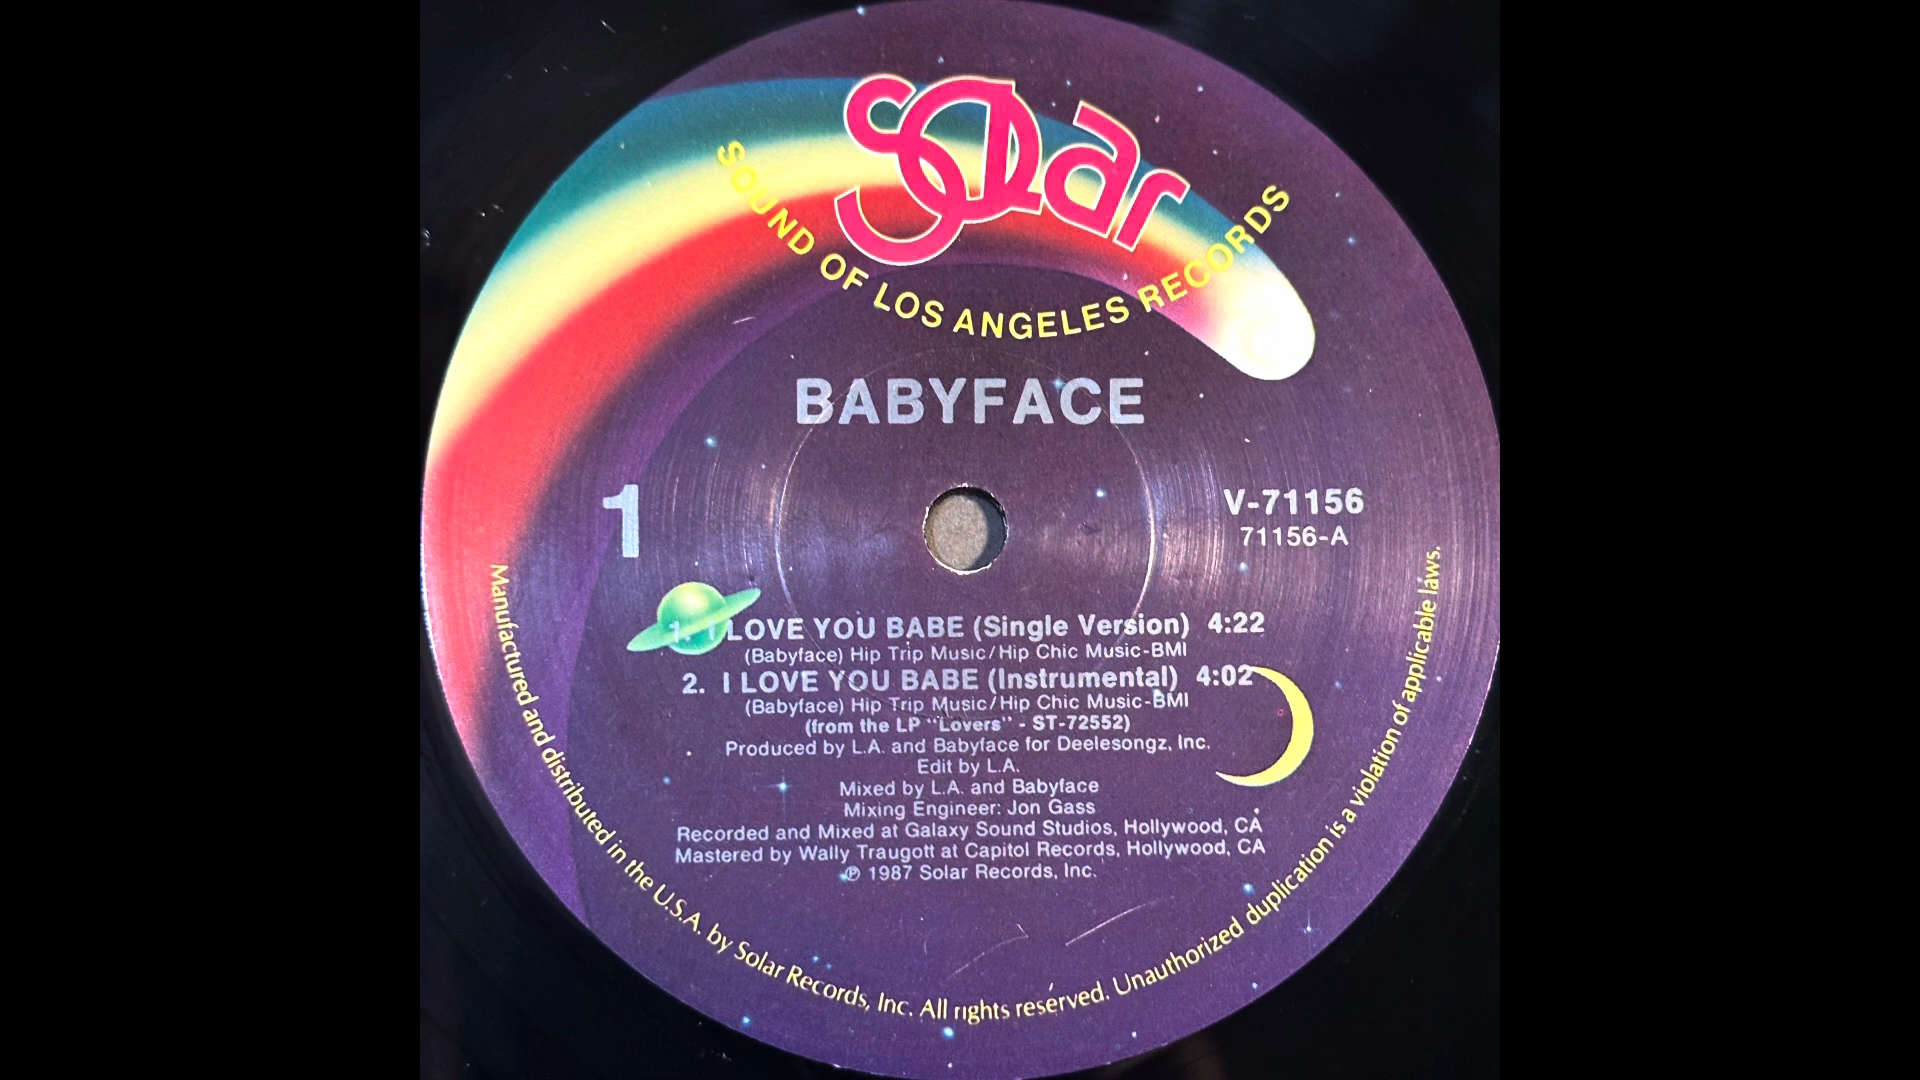 Solar
SOUND OF LOS ANGELES RECORDS
BABYFACE
1
V-71156
71156-A
1. I LOVE YOU BABE (Single Version) 4:22
(Babyface) Hip Trip Music/Hip Chic Music-BMI
2. I LOVE YOU BABE (Instrumental) 4:02
(Babyface) Hip Trip Music/Hip Chic Music-BMI
(from the LP "Lovers" - ST-72552)
Produced by L.A. and Babyface for Deelesongz, Inc.
Edit by L.A.
Mixed by L.A. and Babyface
Mixing Engineer: Jon Gass
Recorded and Mixed at Galaxy Sound Studios, Hollywood, CA
Mastered by Wally Traugott at Capitol Records, Hollywood, CA
℗ 1987 Solar Records, Inc.
Manufactured and distributed in the U.S.A. by Solar Records, Inc. All rights reserved. Unauthorized duplication is a violation of applicable laws.